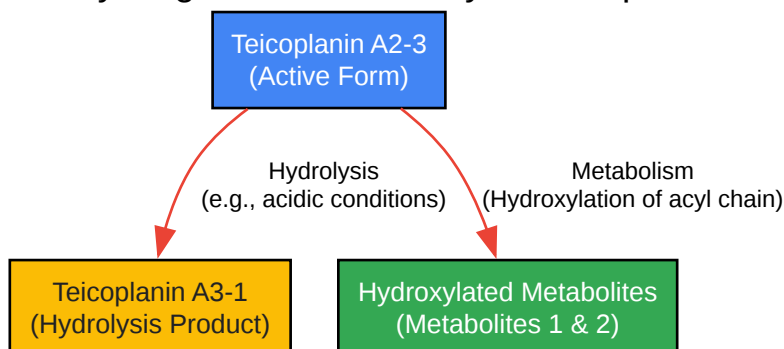 Teicoplanin A2-3
(Active Form)
Hydrolysis
(e.g., acidic conditions)
Metabolism
(Hydroxylation of acyl chain)
Teicoplanin A3-1
(Hydrolysis Product)
Hydroxylated Metabolites
(Metabolites 1 & 2)